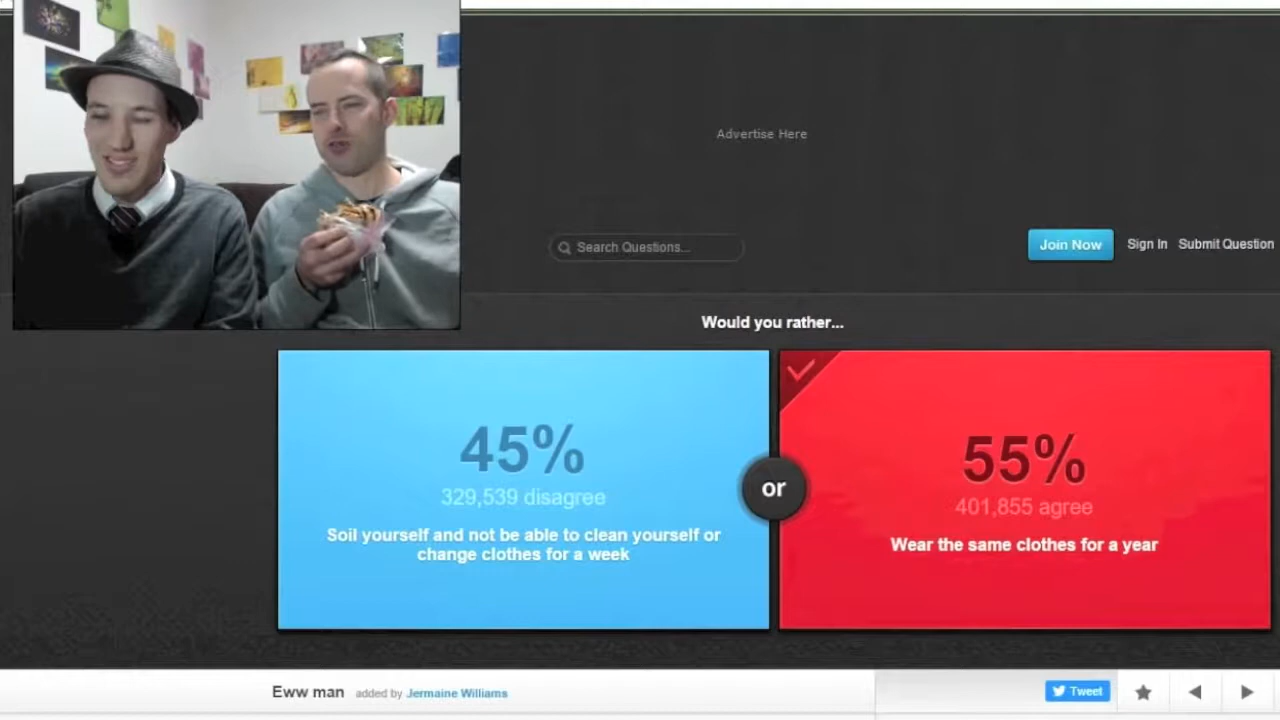 Advertise Here
Search Questions...
Join Now
Sign In
Submit Question
Would you rather...
45%
329,539 disagree
Soil yourself and not be able to clean yourself or
change clothes for a week
or
55%
401,855 agree
Wear the same clothes for a year
Eww man added by Jermaine Williams
Tweet